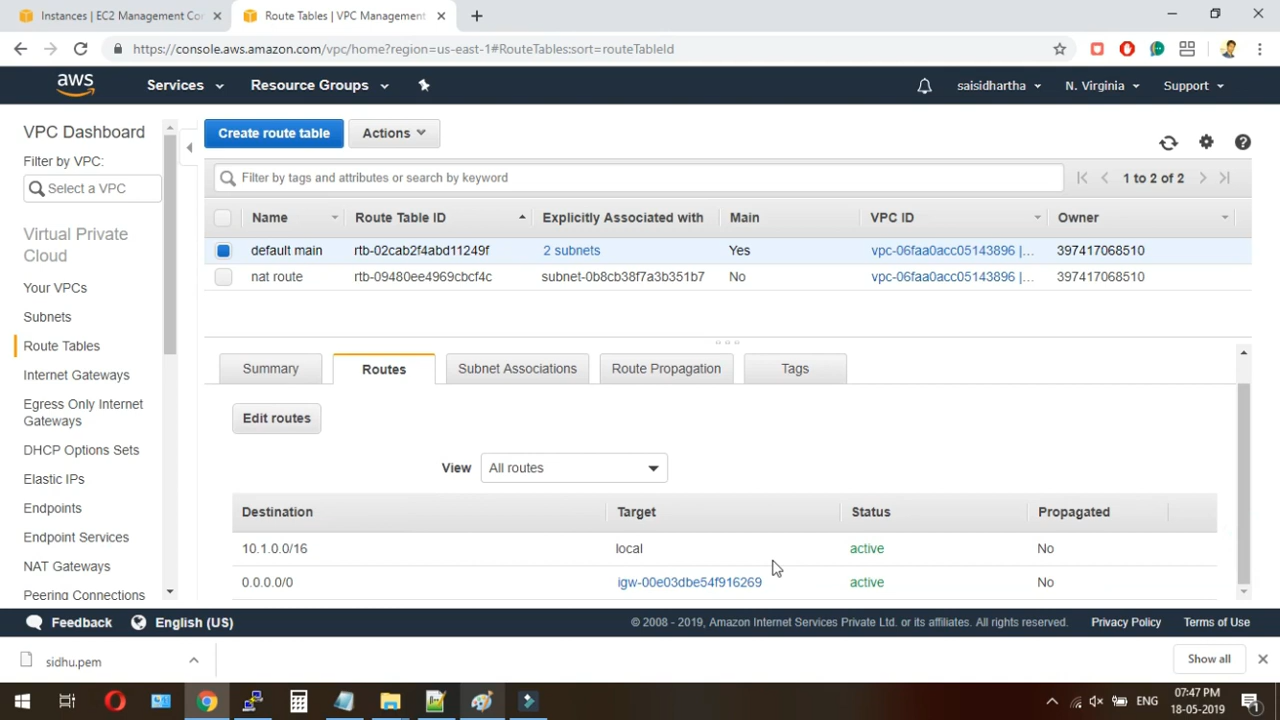 Instances | EC2 Management Con
Route Tables | VPC Management
https://console.aws.amazon.com/vpc/home?region=us-east-1#RouteTables:sort=routeTableId
aws
Services
Resource Groups
saisidhartha
N. Virginia
Support
VPC Dashboard
Filter by VPC:
Select a VPC
Virtual Private
Cloud
Your VPCs
Subnets
Route Tables
Internet Gateways
Egress Only Internet
Gateways
DHCP Options Sets
Elastic IPs
Endpoints
Endpoint Services
NAT Gateways
Peering Connections
Create route table
Actions
Filter by tags and attributes or search by keyword
1 to 2 of 2
Name Route Table ID Explicitly Associated with Main VPC ID Owner
default main rtb-02cab2f4abd11249f 2 subnets Yes vpc-06faa0acc05143896 |... 397417068510
nat route rtb-09480ee4969cbcf4c subnet-0b8cb38f7a3b351b7 No vpc-06faa0acc05143896 |... 397417068510
Summary
Routes
Subnet Associations
Route Propagation
Tags
Edit routes
View All routes
Destination Target Status Propagated
10.1.0.0/16 local active No
0.0.0.0/0 igw-00e03dbe54f916269 active No
Feedback
English (US)
© 2008 - 2019, Amazon Internet Services Private Ltd. or its affiliates. All rights reserved.
Privacy Policy
Terms of Use
sidhu.pem
Show all
ENG
07:47 PM
18-05-2019
1